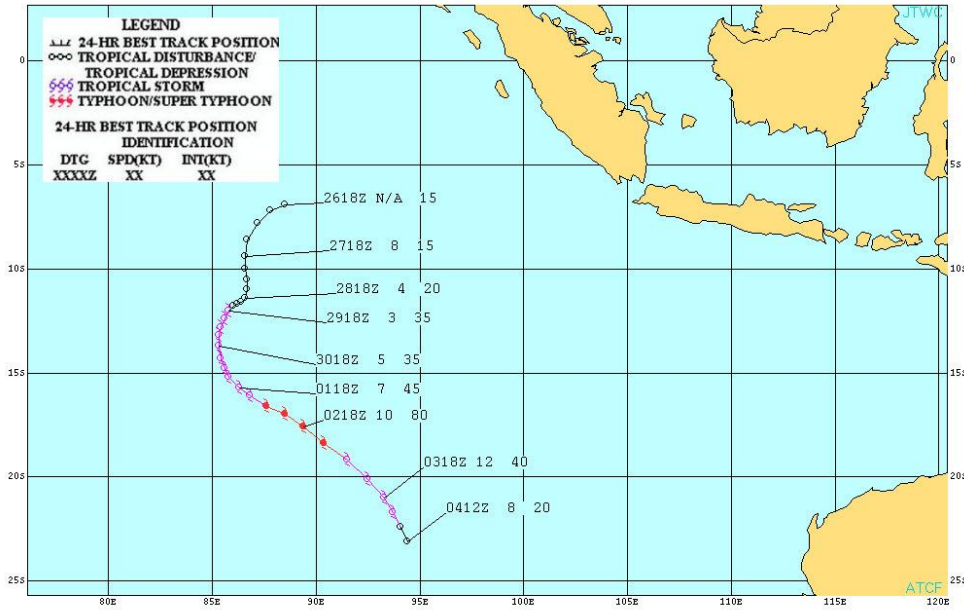 LEGEND
24-HR BEST TRACK POSITION
TROPICAL DISTURBANCE/
TROPICAL DEPRESSION
TROPICAL STORM
TYPHOON/SUPER TYPHOON
24-HR BEST TRACK POSITION
IDENTIFICATION
DTG SPD(KT) INT(KT)
XXXXZ XX XX
JTWC
0 0
5S 5S
2618Z N/A 15
2718Z 8 15
10S 10S
2818Z 4 20
2918Z 3 35
3018Z 5 35
15S 15S
0118Z 7 45
0218Z 10 80
0318Z 12 40
20S 20S
0412Z 8 20
25S 25S
ATCF
80E 85E 90E 95E 100E 105E 110E 115E 120E